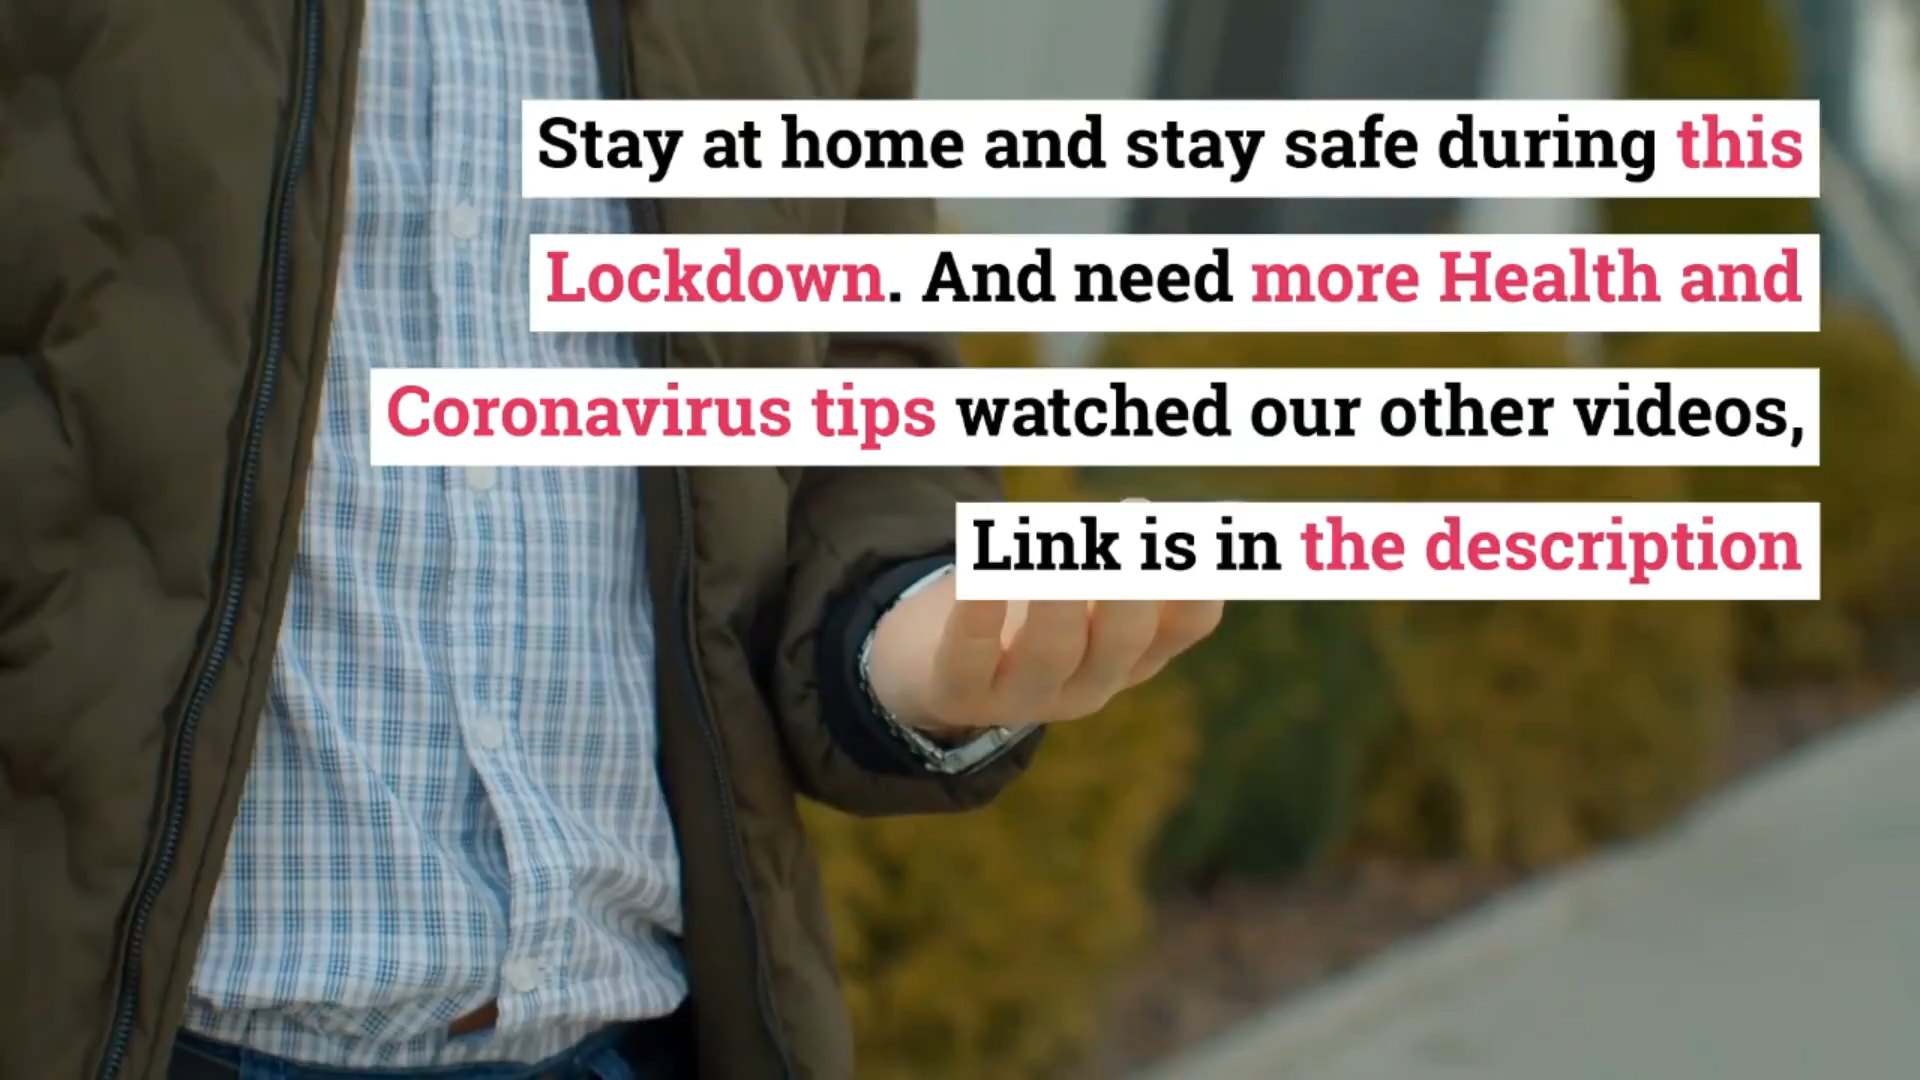 Stay at home and stay safe during this
Lockdown. And need more Health and
Coronavirus tips watched our other videos,
Link is in the description